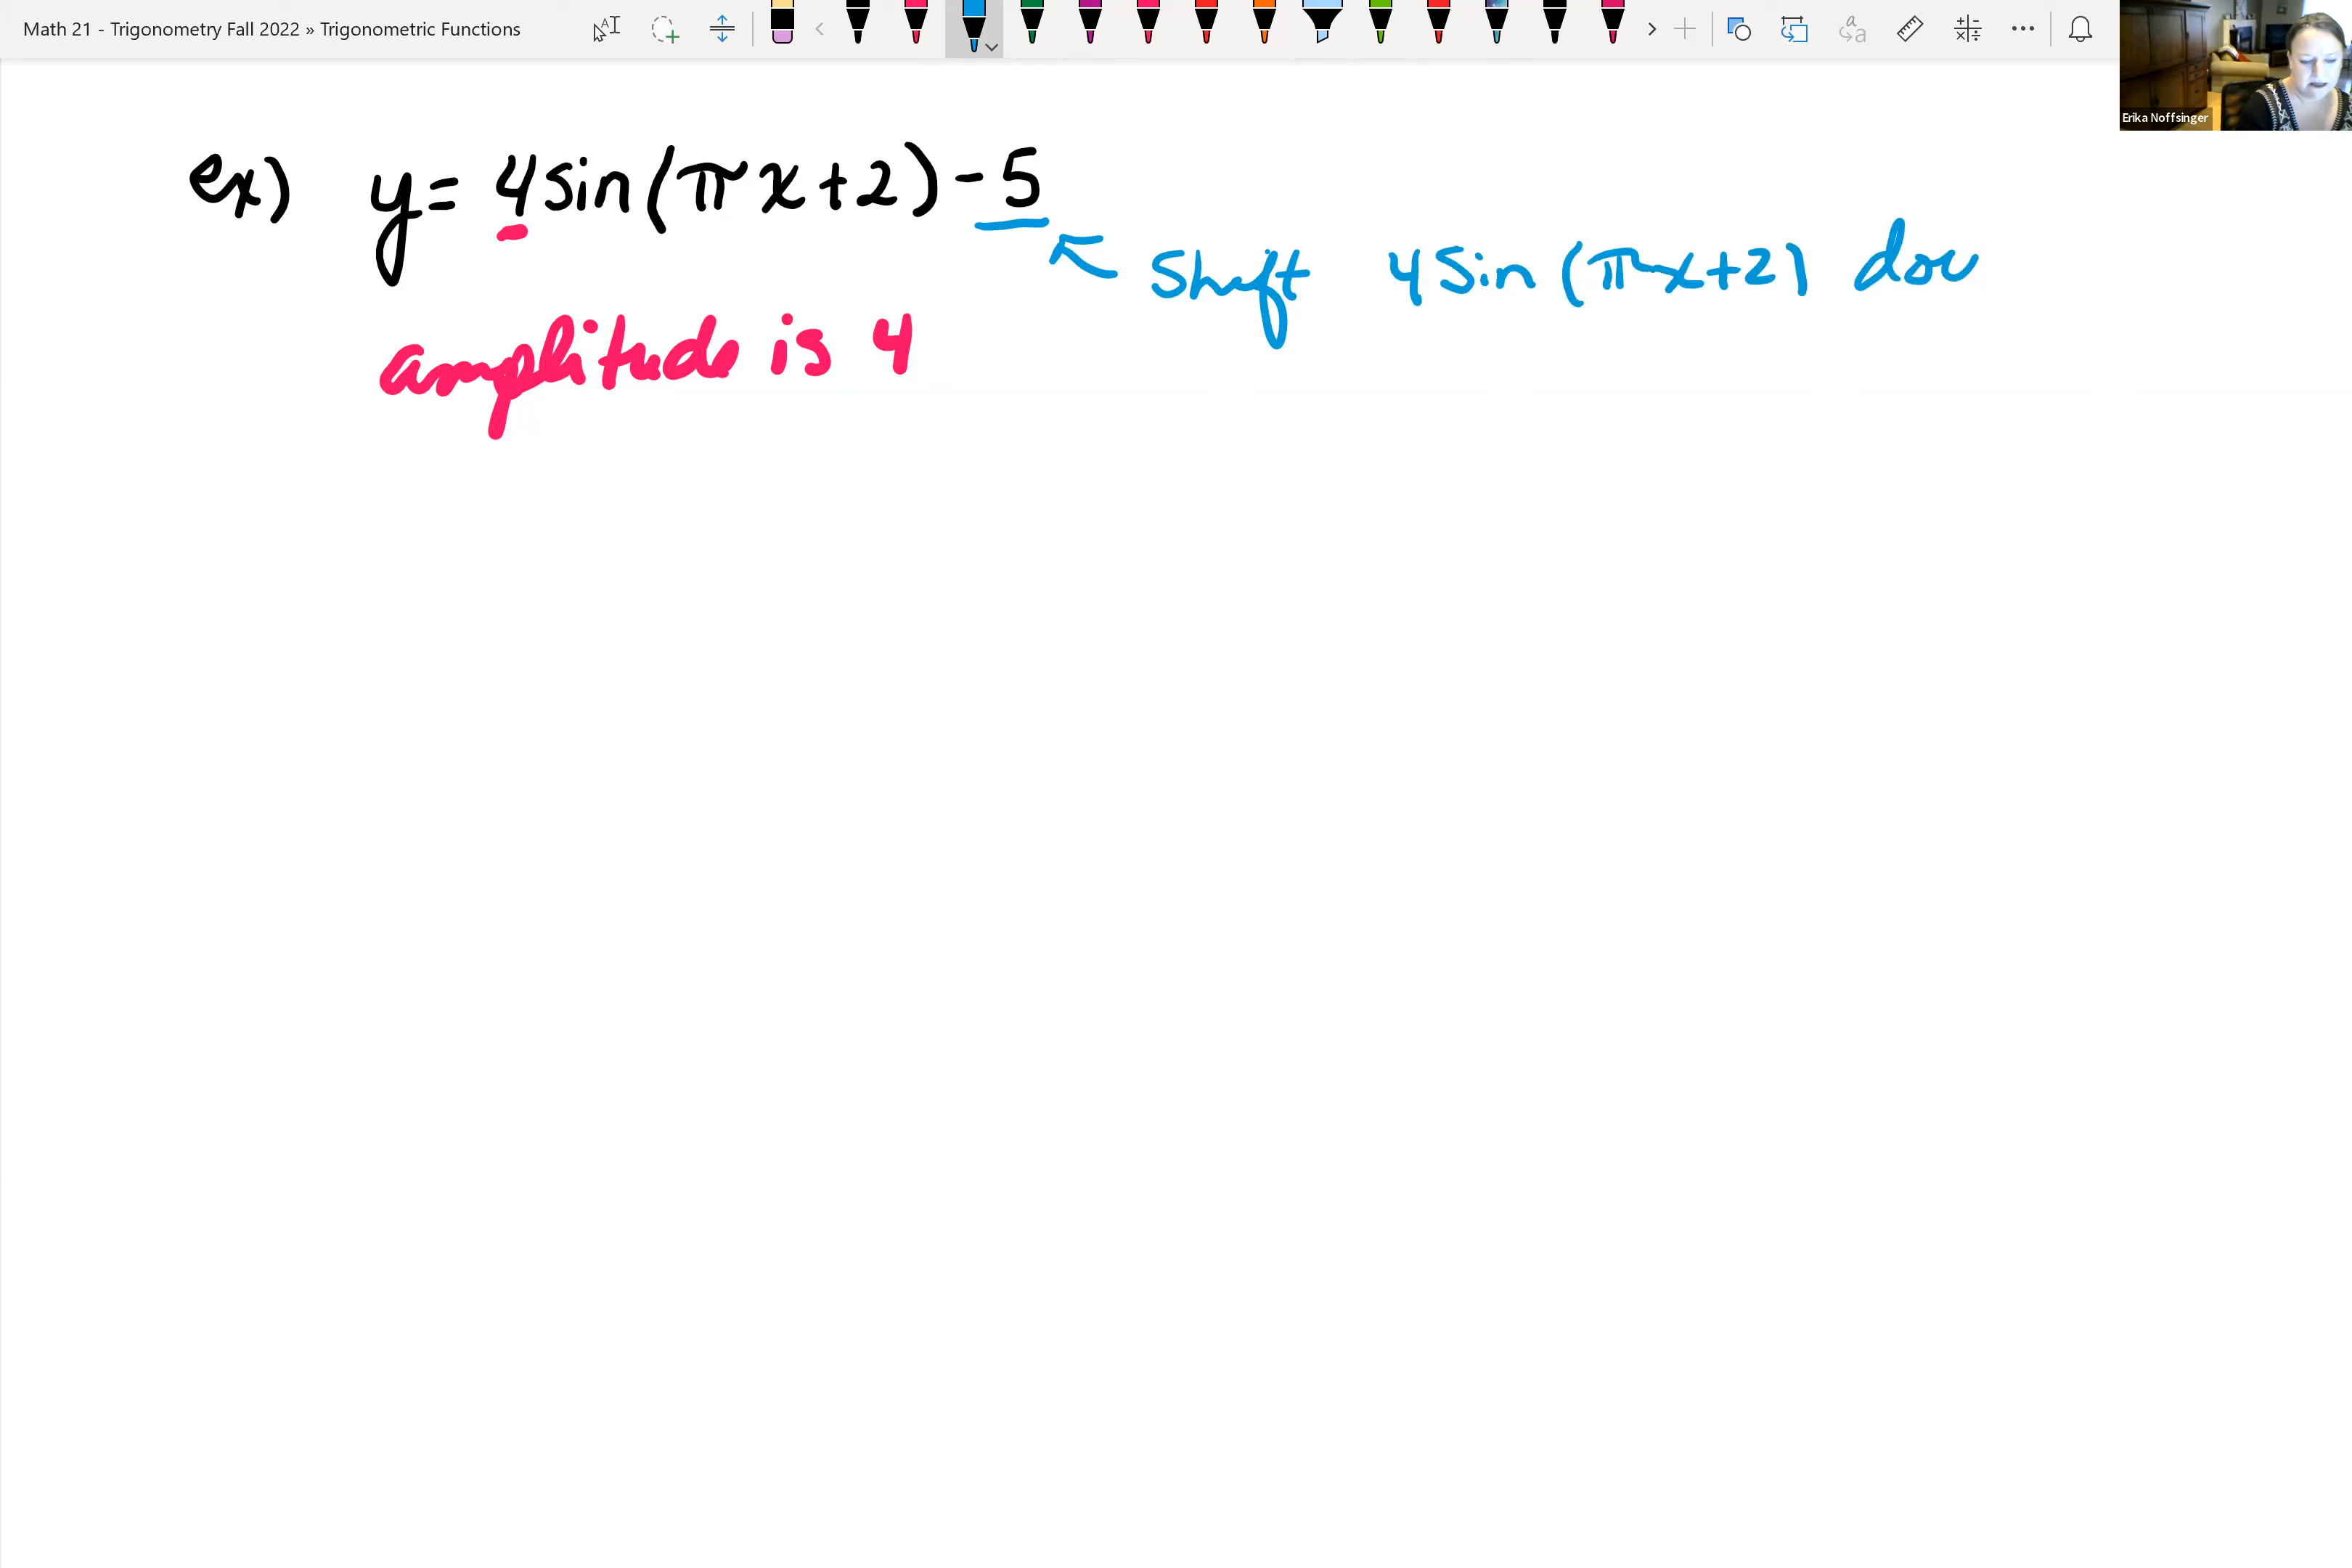 Math 21 - Trigonometry Fall 2022 » Trigonometric Functions
Erika Noffsinger
ex) y = 4sin(πx+2) - 5
shift 4sin(πx+2) dow
amplitude is 4